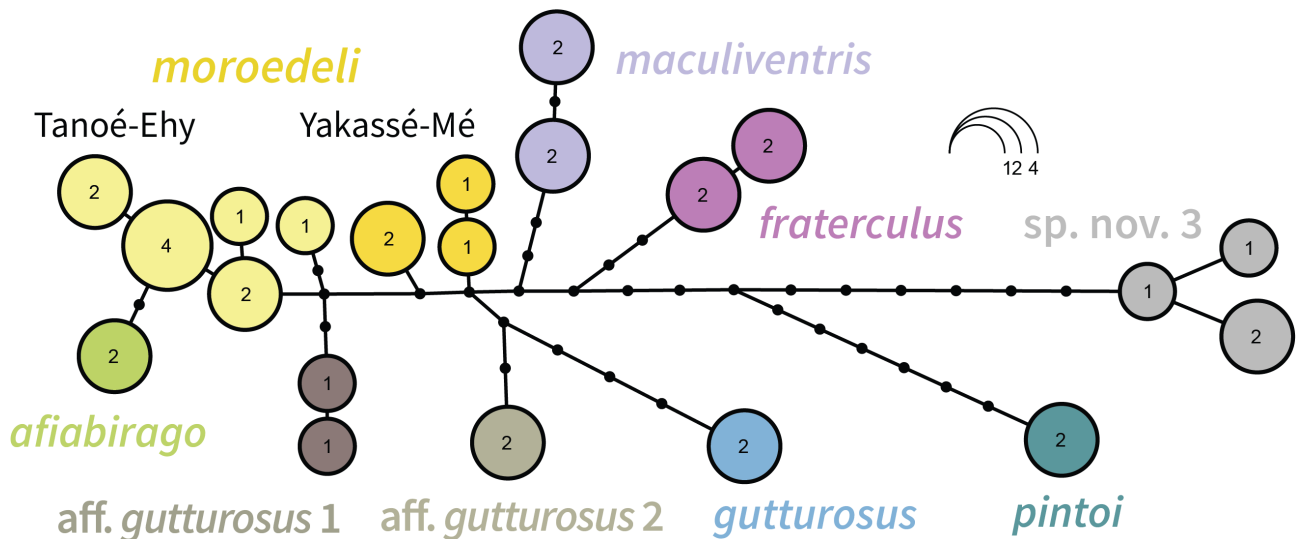 2
maculiventris
moroedeli
Tanoé-Ehy
Yakassé-Mé
2
2
12 4
1
2
2
fraterculus
sp. nov. 3
4
1
1
2
1
1
2
1
2
2
afiabirago
1
1
2
2
2
aff. gutturosus 1
aff. gutturosus 2
gutturosus
pintoi